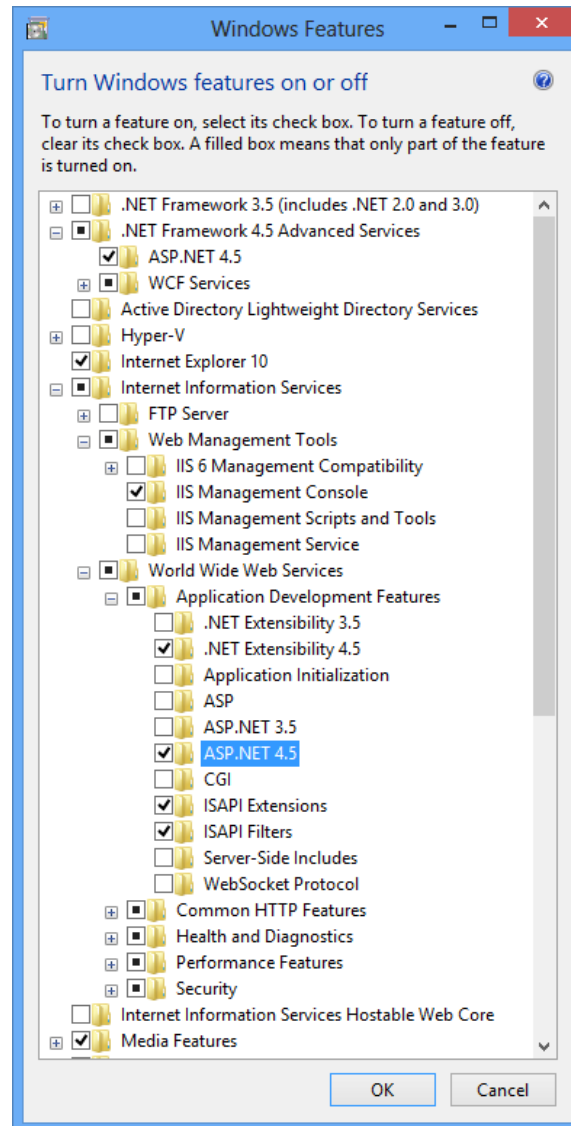 Windows Features
Turn Windows features on or off
To turn a feature on, select its check box. To turn a feature off,
clear its check box. A filled box means that only part of the feature
is turned on.
.NET Framework 3.5 (includes .NET 2.0 and 3.0)
.NET Framework 4.5 Advanced Services
ASP.NET 4.5
WCF Services
Active Directory Lightweight Directory Services
Hyper-V
Internet Explorer 10
Internet Information Services
FTP Server
Web Management Tools
IIS 6 Management Compatibility
IIS Management Console
IIS Management Scripts and Tools
IIS Management Service
World Wide Web Services
Application Development Features
.NET Extensibility 3.5
.NET Extensibility 4.5
Application Initialization
ASP
ASP.NET 3.5
ASP.NET 4.5
CGI
ISAPI Extensions
ISAPI Filters
Server-Side Includes
WebSocket Protocol
Common HTTP Features
Health and Diagnostics
Performance Features
Security
Internet Information Services Hostable Web Core
Media Features
OK Cancel